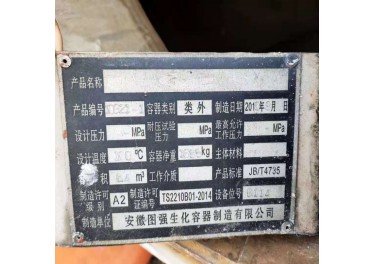 产品名称
产品编号 容器类别 类外 制造日期 201 年 月 日
设计压力 MPa 耐压试验压力 MPa 最高允许工作压力 MPa
设计温度 ℃ 容器净重 kg 主体材料
积 m³ 工作介质 产品标准 JB/T4735
制造许可级别 A2 制造许可证编号 TS2210B01-2014 设备位号
制造单位 安徽图强生化容器制造有限公司